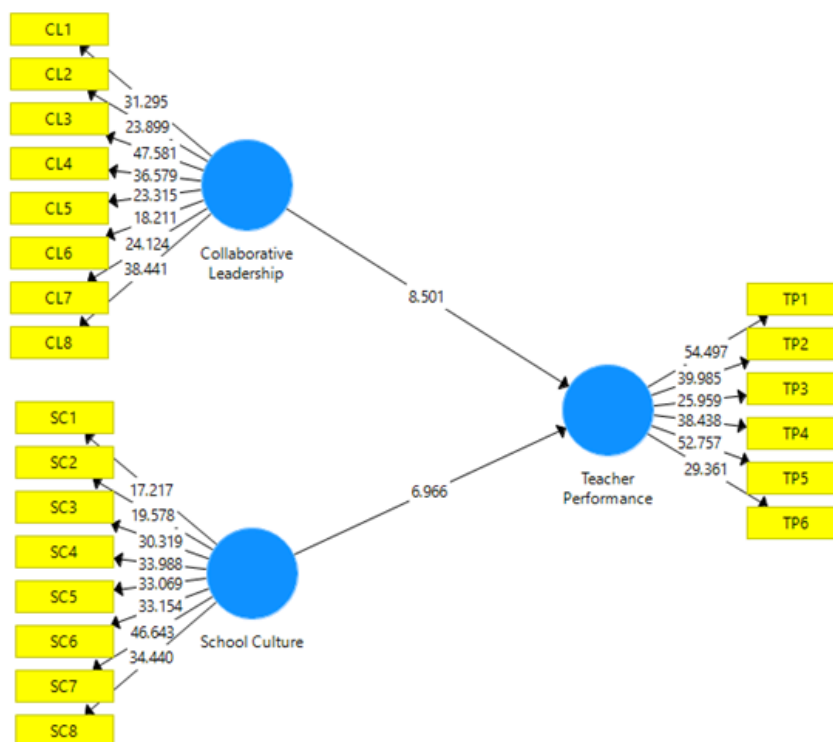 CL1
CL2
CL3
CL4
CL5
CL6
CL7
CL8
31.295
23.899
47.581
36.579
23.315
18.211
24.124
38.441
Collaborative
Leadership
8.501
SC1
SC2
SC3
SC4
SC5
SC6
SC7
SC8
17.217
19.578
30.319
33.988
33.069
33.154
46.643
34.440
School Culture
6.966
Teacher
Performance
54.497
39.985
25.959
38.438
52.757
29.361
TP1
TP2
TP3
TP4
TP5
TP6